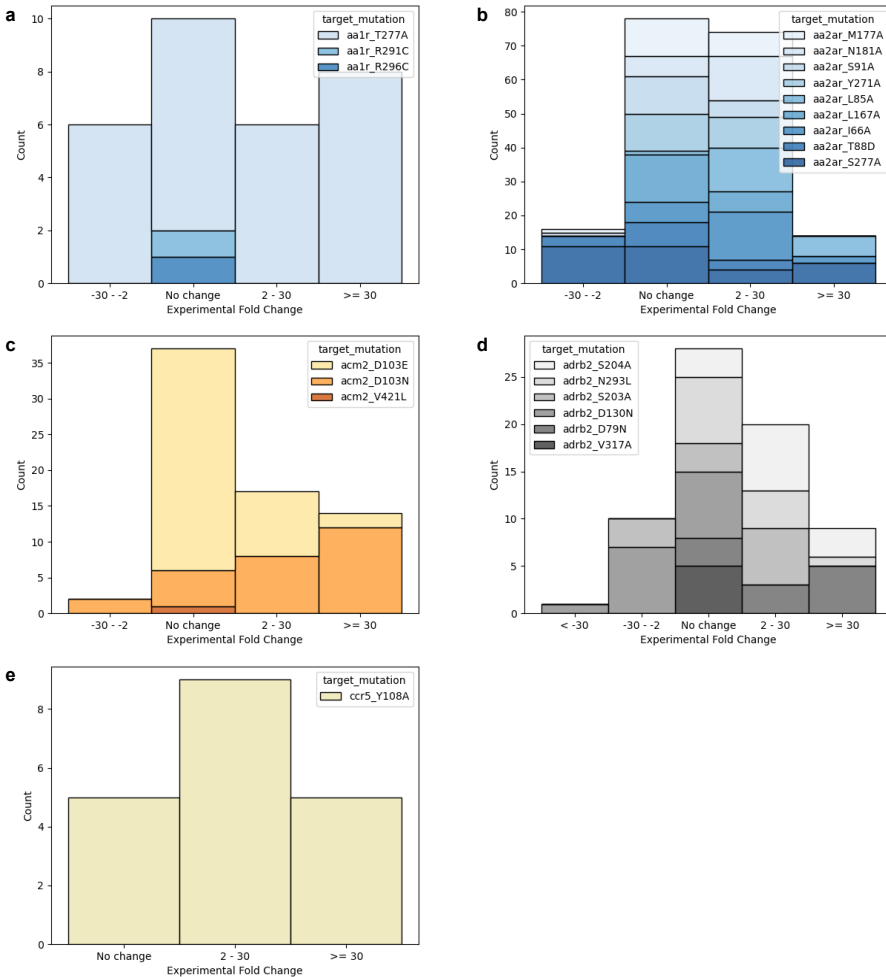 a
target_mutation
aa1r_T277A
aa1r_R291C
aa1r_R296C
10
8
6
4
2
0
Count
-30 - -2
No change
2 - 30
>= 30
Experimental Fold Change
b
target_mutation
aa2ar_M177A
aa2ar_N181A
aa2ar_S91A
aa2ar_Y271A
aa2ar_L85A
aa2ar_L167A
aa2ar_I66A
aa2ar_T88D
aa2ar_S277A
80
70
60
50
40
30
20
10
0
Count
-30 - -2
No change
2 - 30
>= 30
Experimental Fold Change
c
target_mutation
acm2_D103E
acm2_D103N
acm2_V421L
35
30
25
20
15
10
5
0
Count
-30 - -2
No change
2 - 30
>= 30
Experimental Fold Change
d
target_mutation
adrb2_S204A
adrb2_N293L
adrb2_S203A
adrb2_D130N
adrb2_D79N
adrb2_V317A
25
20
15
10
5
0
Count
< -30
-30 - -2
No change
2 - 30
>= 30
Experimental Fold Change
e
target_mutation
ccr5_Y108A
8
6
4
2
0
Count
No change
2 - 30
>= 30
Experimental Fold Change